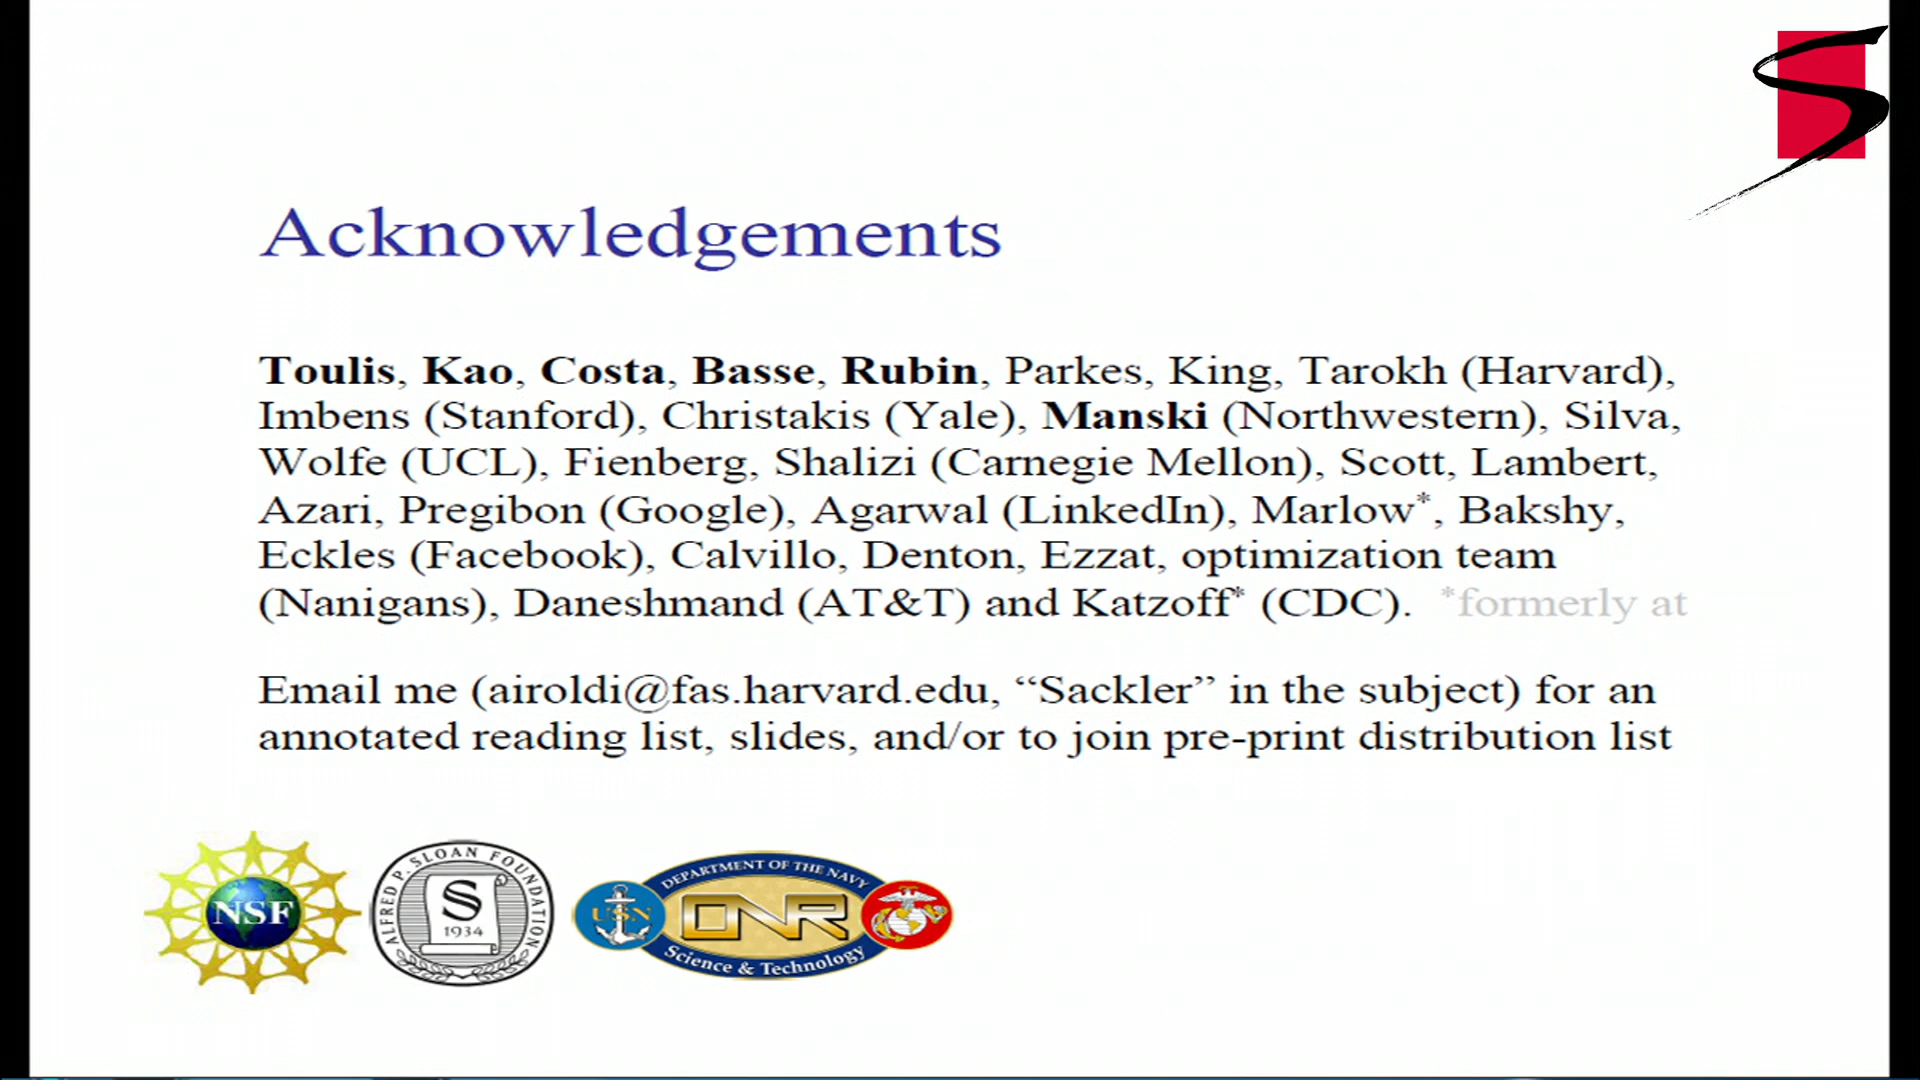 Acknowledgements
Toulis, Kao, Costa, Basse, Rubin, Parkes, King, Tarokh (Harvard),
Imbens (Stanford), Christakis (Yale), Manski (Northwestern), Silva,
Wolfe (UCL), Fienberg, Shalizi (Carnegie Mellon), Scott, Lambert,
Azari, Pregibon (Google), Agarwal (LinkedIn), Marlow*, Bakshy,
Eckles (Facebook), Calvillo, Denton, Ezzat, optimization team
(Nanigans), Daneshmand (AT&T) and Katzoff* (CDC). *formerly at
Email me (airoldi@fas.harvard.edu, “Sackler” in the subject) for an
annotated reading list, slides, and/or to join pre-print distribution list
NSF
ALFRED P. SLOAN FOUNDATION
S
1934
DEPARTMENT OF THE NAVY
USN
ONR
Science & Technology
S